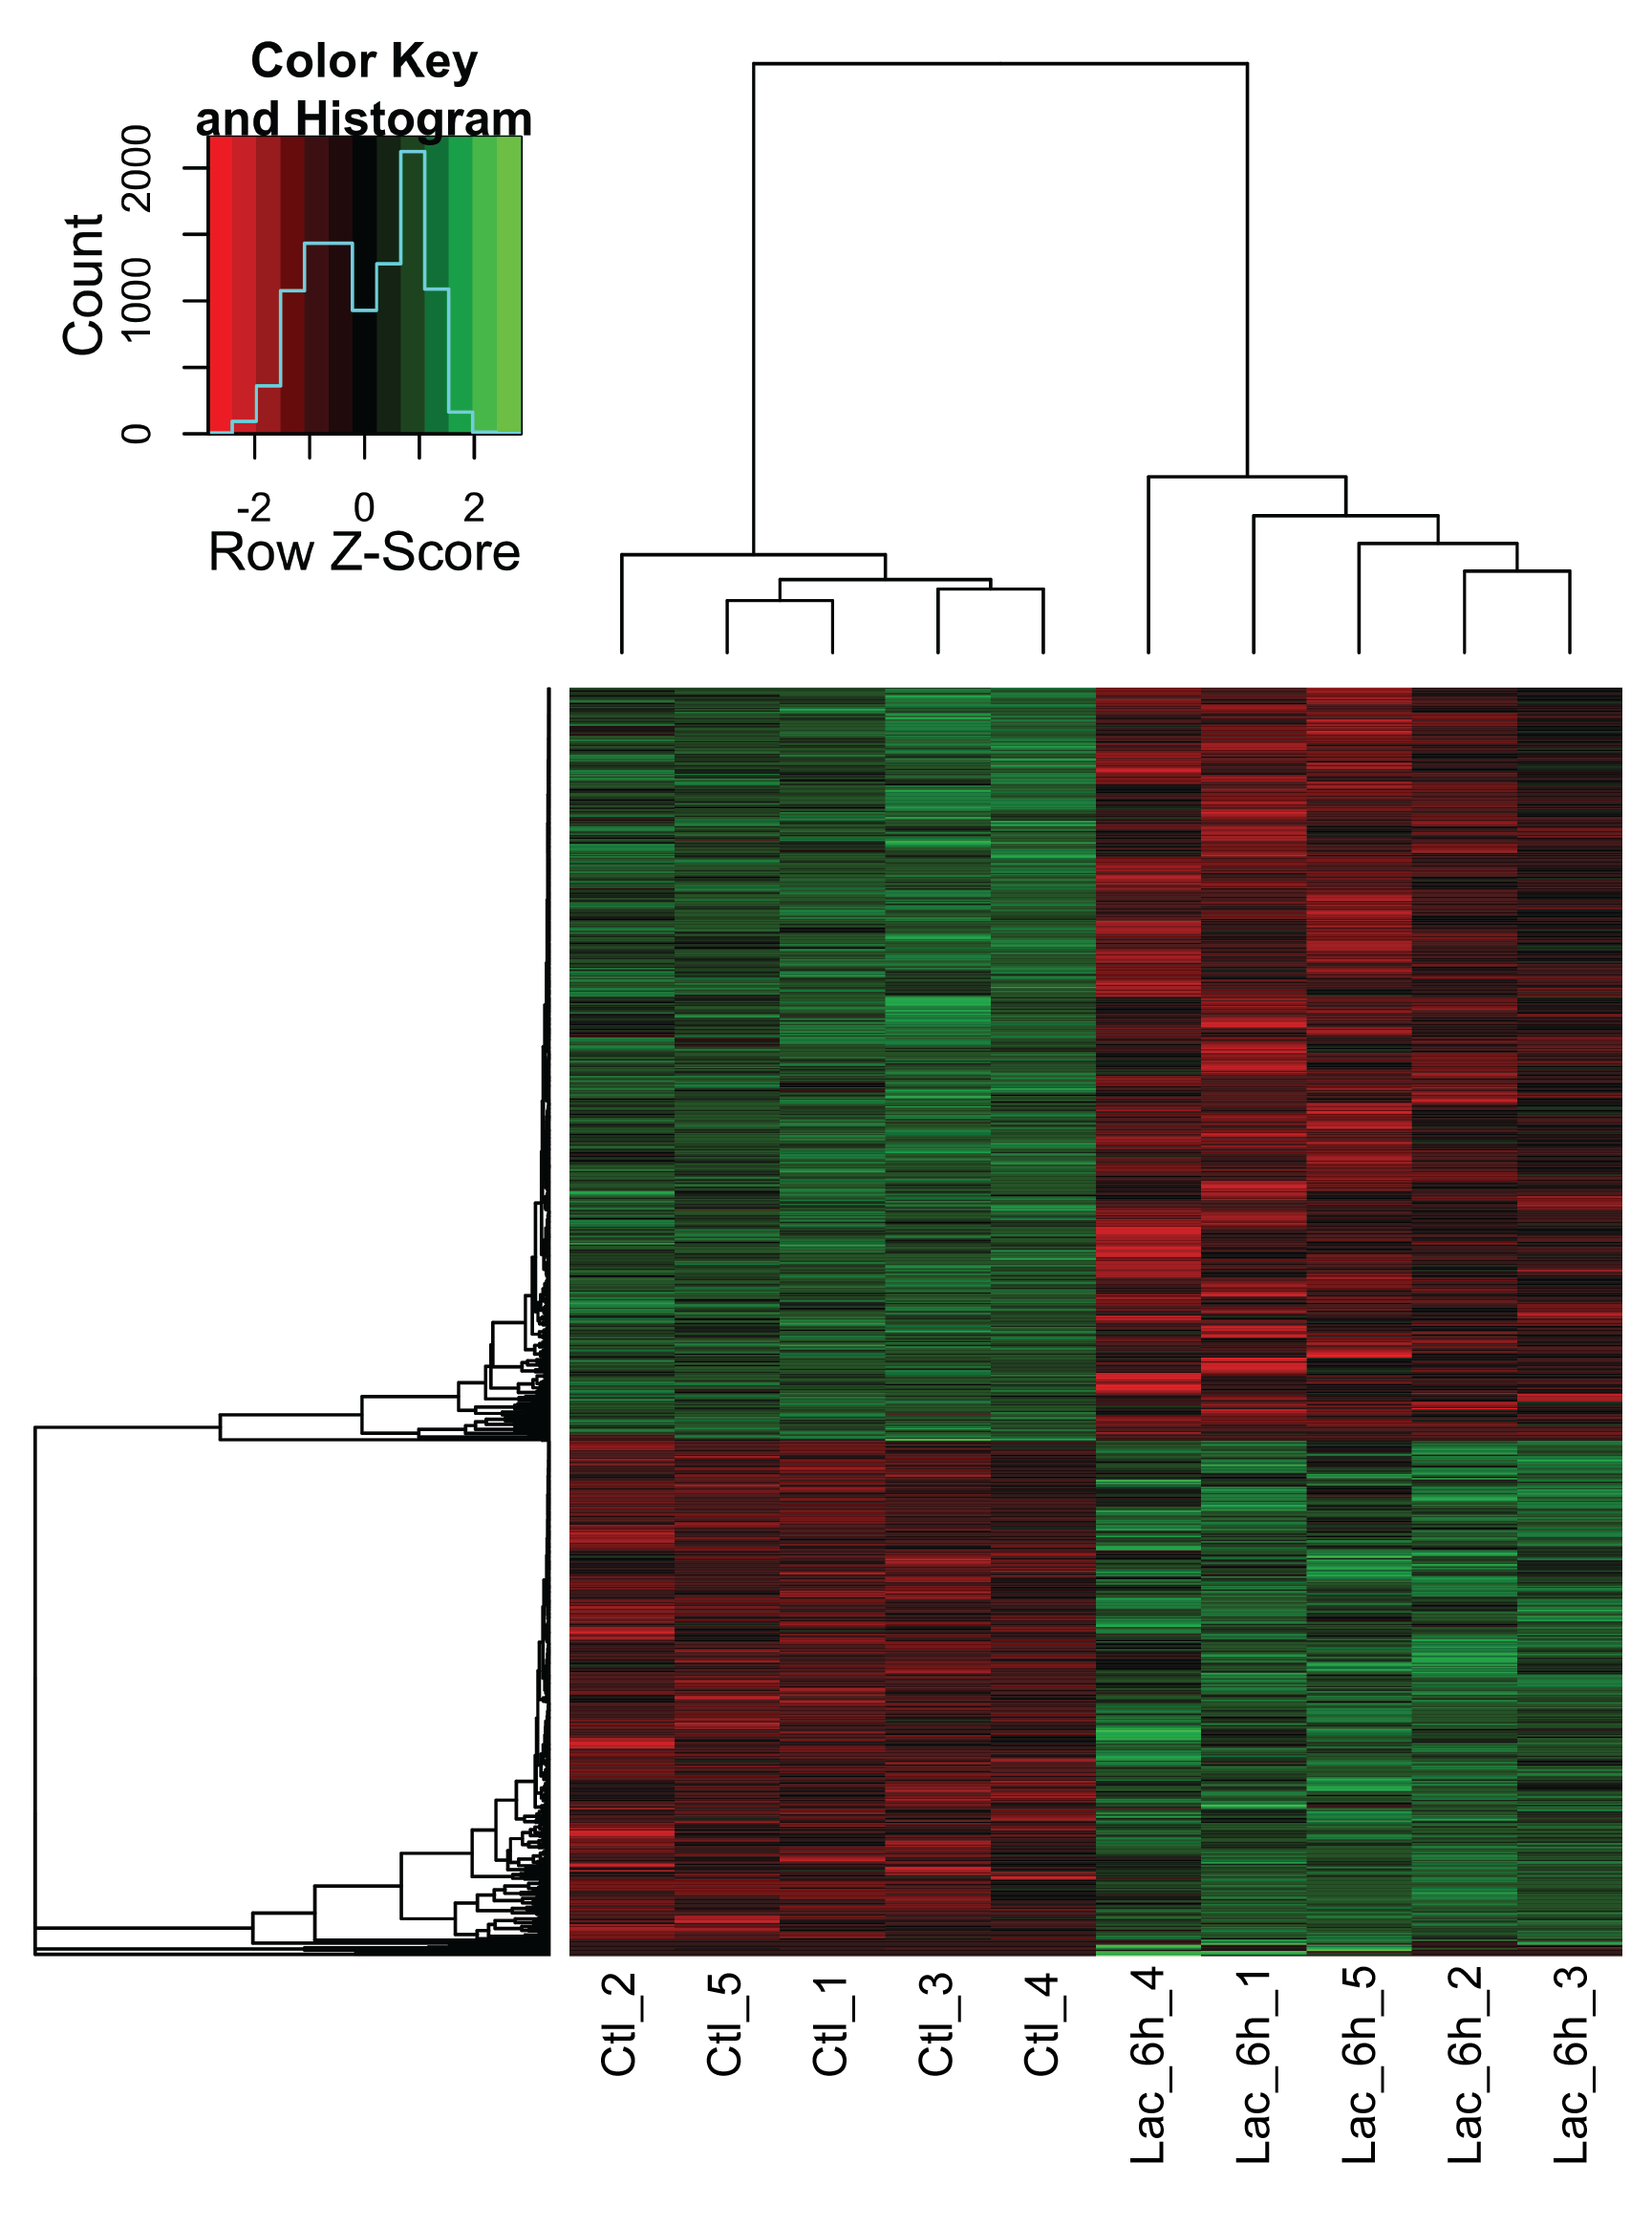 Color Key
and Histogram
Count
0 1000 2000
-2 0 2
Row Z-Score
Ctl_2
Ctl_5
Ctl_1
Ctl_3
Ctl_4
Lac_6h_4
Lac_6h_1
Lac_6h_5
Lac_6h_2
Lac_6h_3